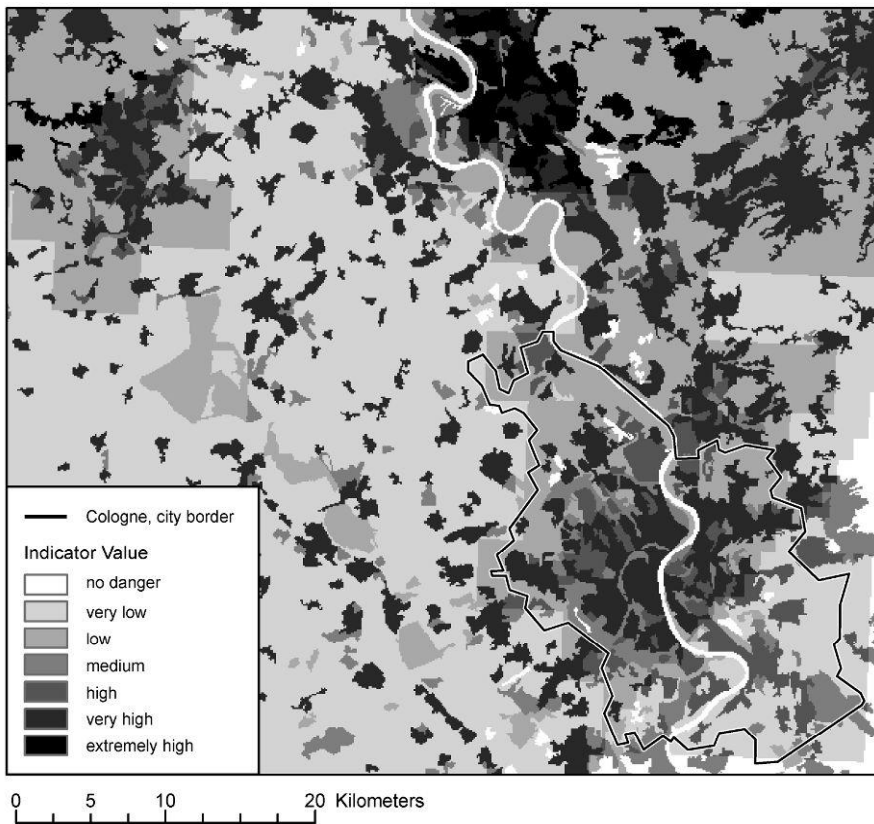 Cologne, city border
Indicator Value
no danger
very low
low
medium
high
very high
extremely high
0 5 10 20 Kilometers